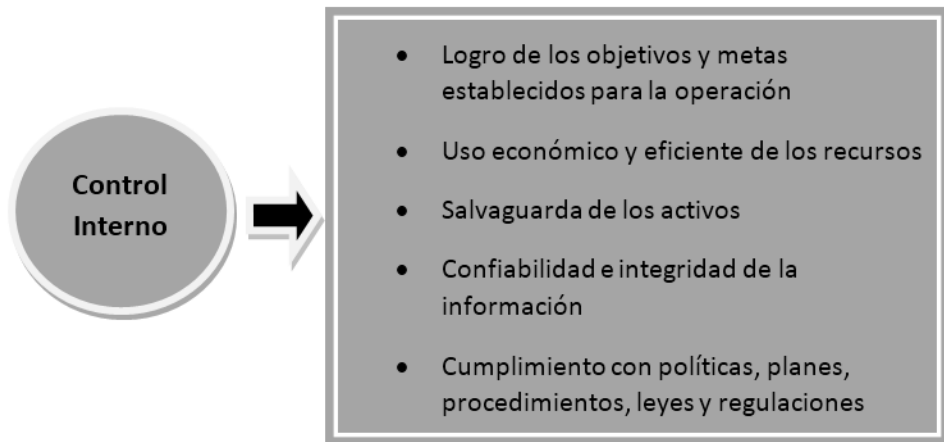 Control
Interno
• Logro de los objetivos y metas
establecidos para la operación
• Uso económico y eficiente de los recursos
• Salvaguarda de los activos
• Confiabilidad e integridad de la
información
• Cumplimiento con políticas, planes,
procedimientos, leyes y regulaciones